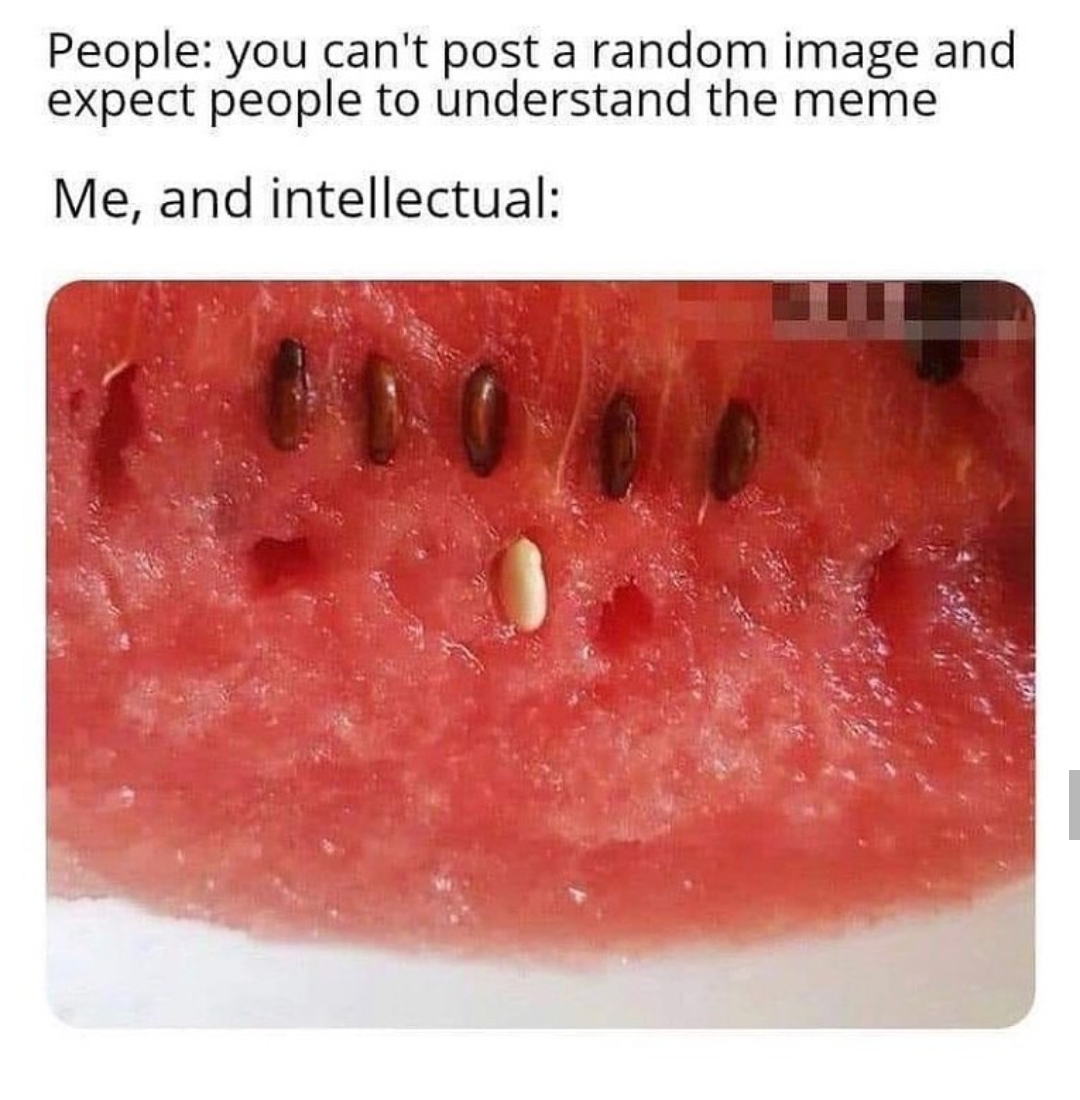 People: you can't post a random image and
expect people to understand the meme
Me, and intellectual: